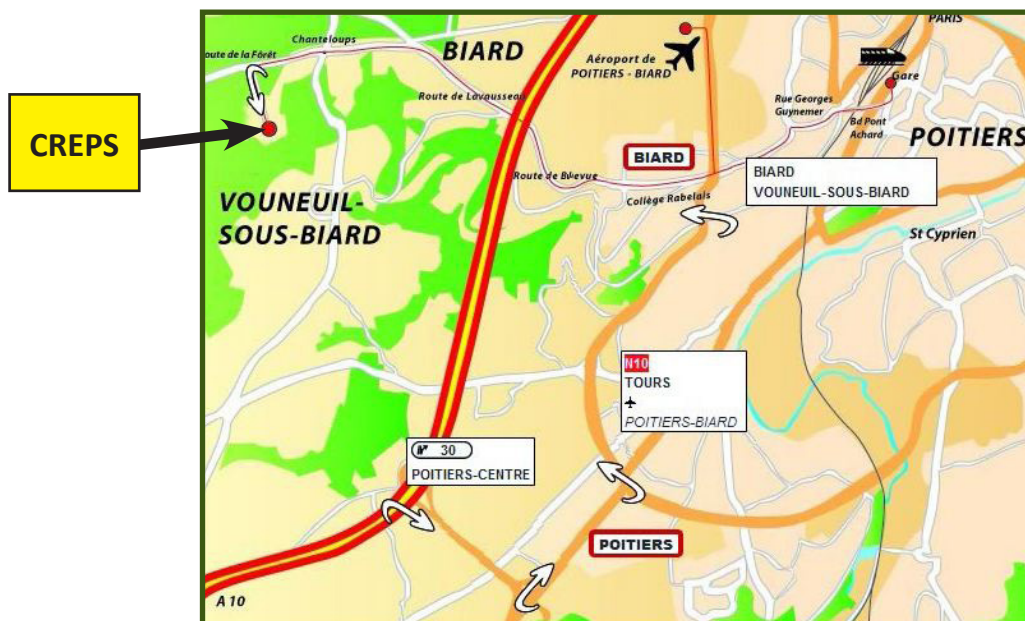 CREPS
PARIS
Chanteloups
BIARD
Route de la Forêt
Aéroport de
POITIERS - BIARD
Gare
Route de Lavausseau
Rue Georges
Guynemer
Bd Pont
Achard
POITIERS
BIARD
Route de Bievue
BIARD
VOUNEUIL-SOUS-BIARD
Collège Rabelais
VOUNEUIL-
SOUS-BIARD
St Cyprien
N10
TOURS
POITIERS-BIARD
30
POITIERS-CENTRE
POITIERS
A 10